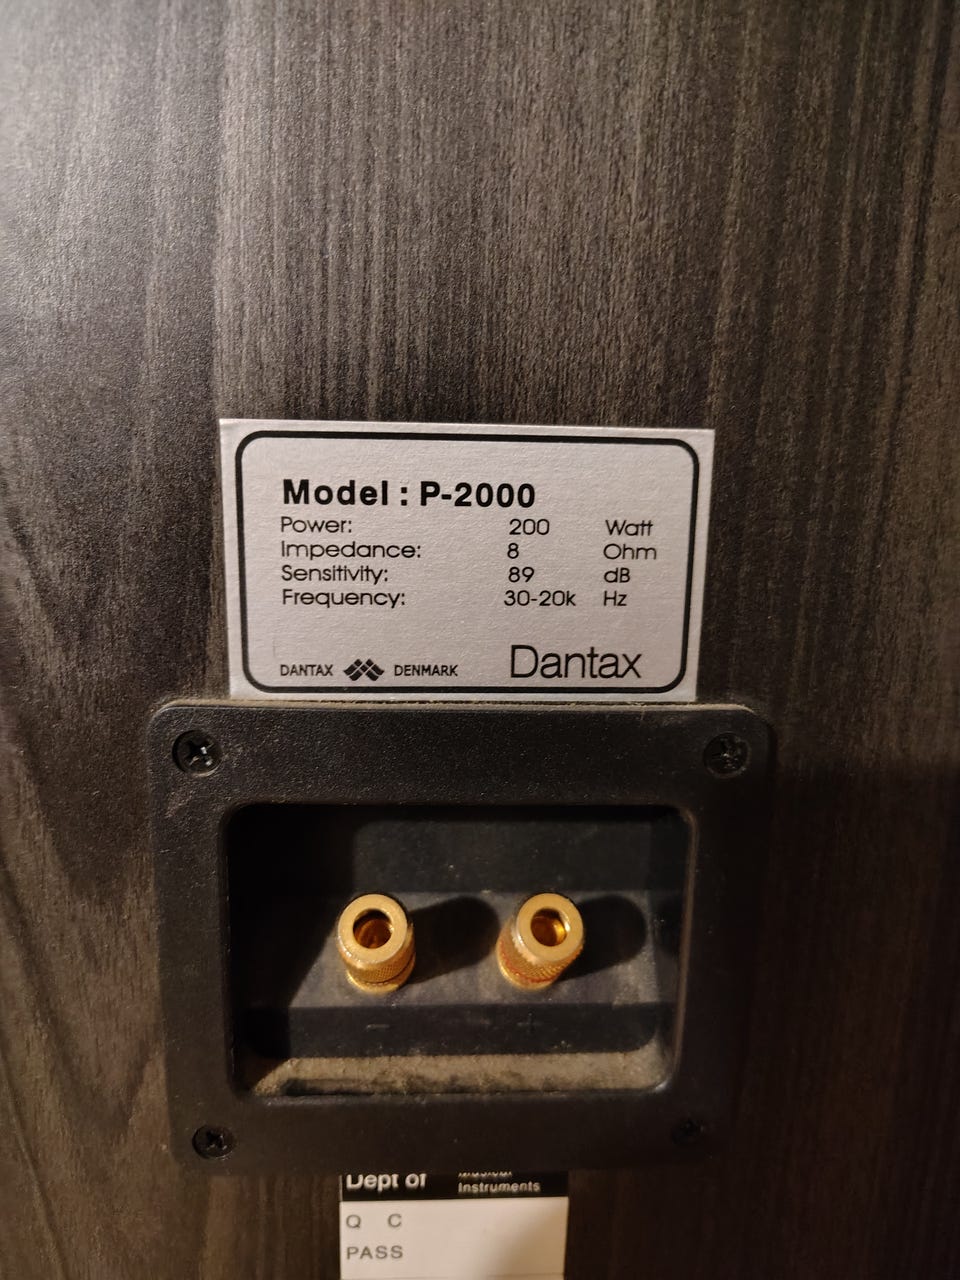 Model : P-2000
Power: 200 Watt
Impedance: 8 Ohm
Sensitivity: 89 dB
Frequency: 30-20k Hz
DANTAX DENMARK Dantax
- +
Dept of Musical Instruments
Q C
PASS